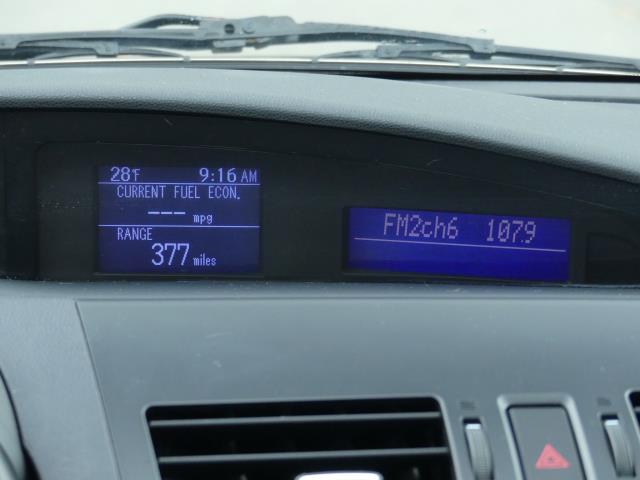 28°F 9:16 AM
CURRENT FUEL ECON.
--- mpg
RANGE
377 miles
FM2ch6 107.9